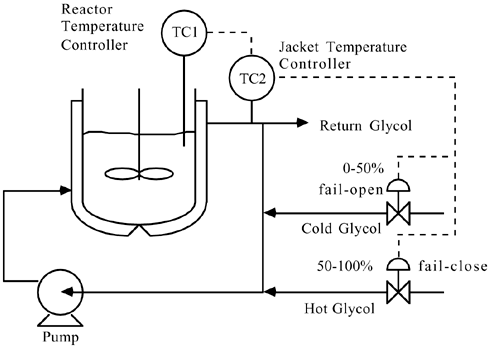 Reactor
Temperature
Controller
TC1
Jacket Temperature
Controller
TC2
Return Glycol
0-50%
fail-open
Cold Glycol
50-100%
fail-close
Hot Glycol
Pump